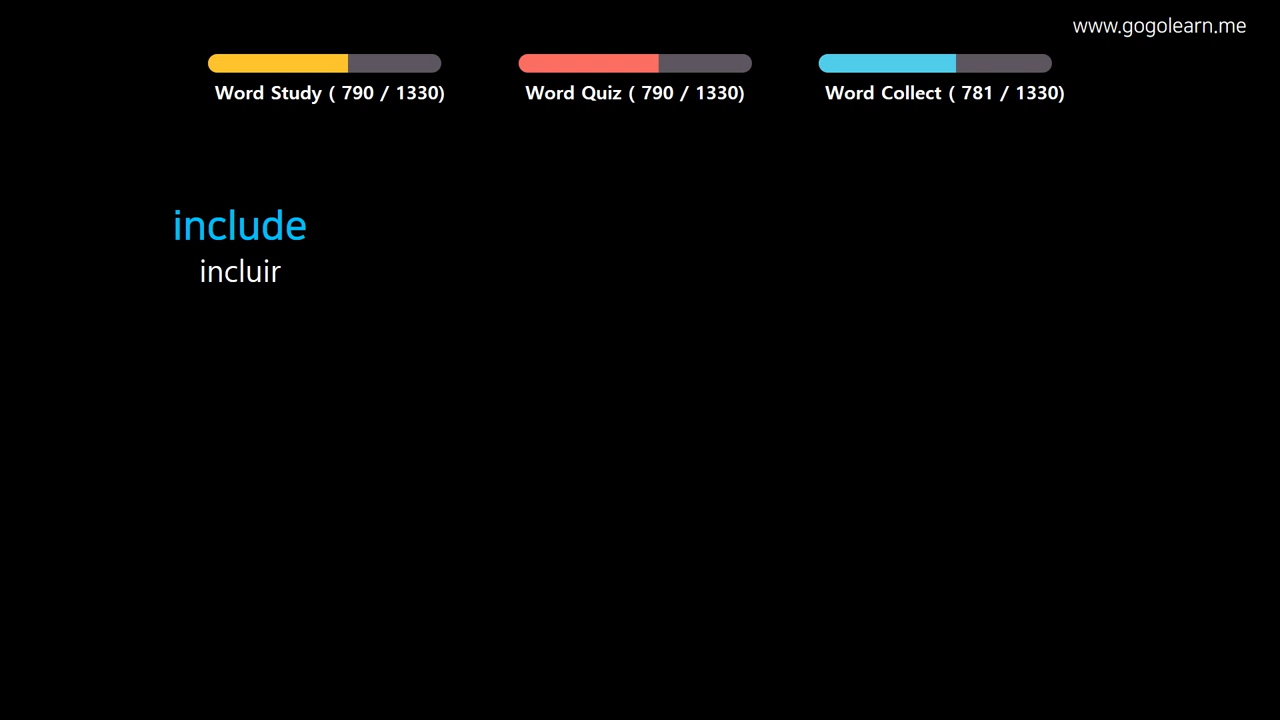 www.gogolearn.me
Word Study ( 790 / 1330)
Word Quiz ( 790 / 1330)
Word Collect ( 781 / 1330)
include
incluir